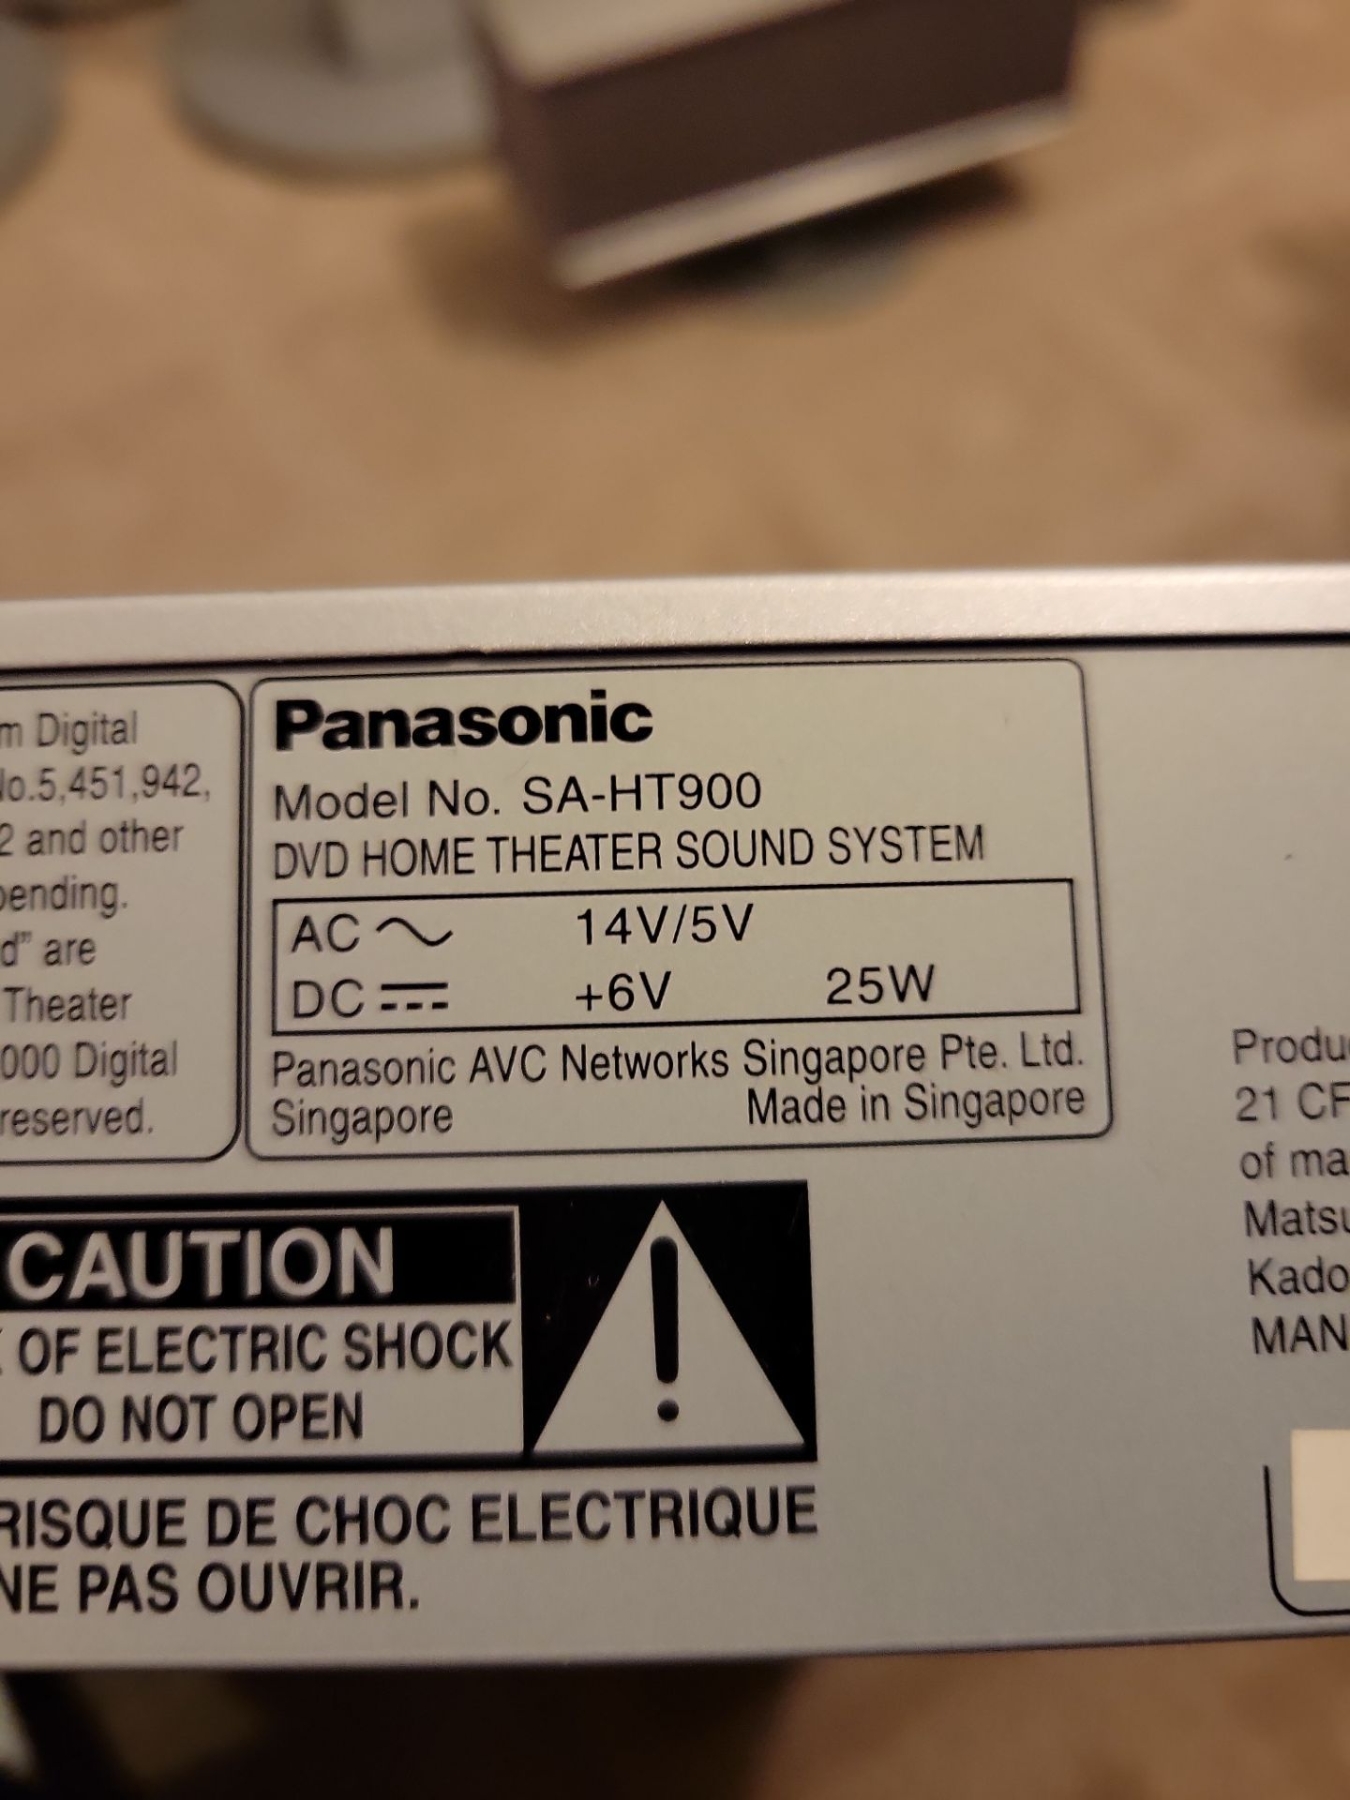 m Digital
No.5,451,942,
2 and other
pending.
d" are
Theater
000 Digital
reserved.
Panasonic
Model No. SA-HT900
DVD HOME THEATER SOUND SYSTEM
AC 14V/5V
DC +6V 25W
Panasonic AVC Networks Singapore Pte. Ltd.
Singapore Made in Singapore
CAUTION
OF ELECTRIC SHOCK
DO NOT OPEN
RISQUE DE CHOC ELECTRIQUE
NE PAS OUVRIR.
Produ
21 CF
of ma
Matsu
Kado
MAN